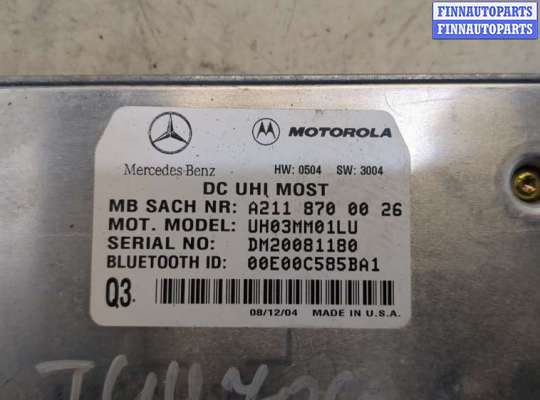 FINNAUTOPARTS
FINNAUTOPARTS
MOTOROLA
Mercedes-Benz HW: 0504 SW: 3004
DC UHI MOST
MB SACH NR: A211 870 00 26
MOT. MODEL: UH03MM01LU
SERIAL NO: DM20081180
BLUETOOTH ID: 00E00C585BA1
Q3.
08/12/04 MADE IN U.S.A.